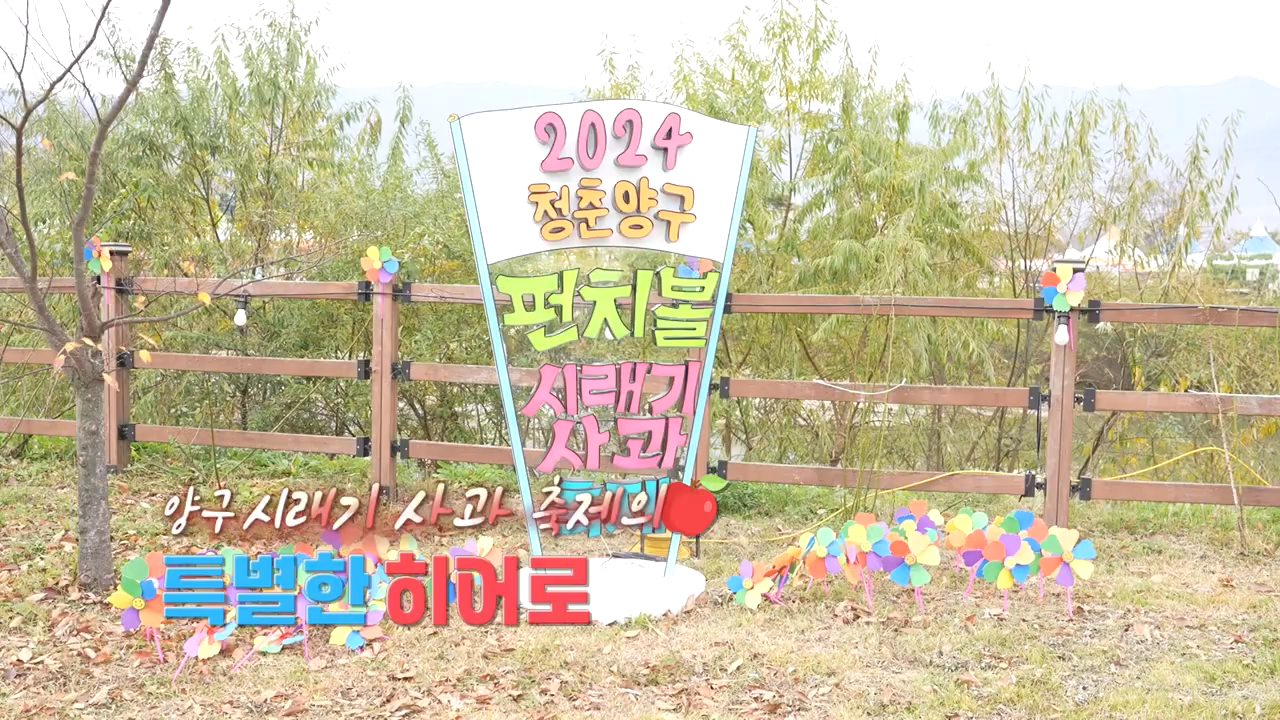 2024
청춘양구
펀치볼
시래기
사과
양구 시래기 사과 축제의
특별한 히어로